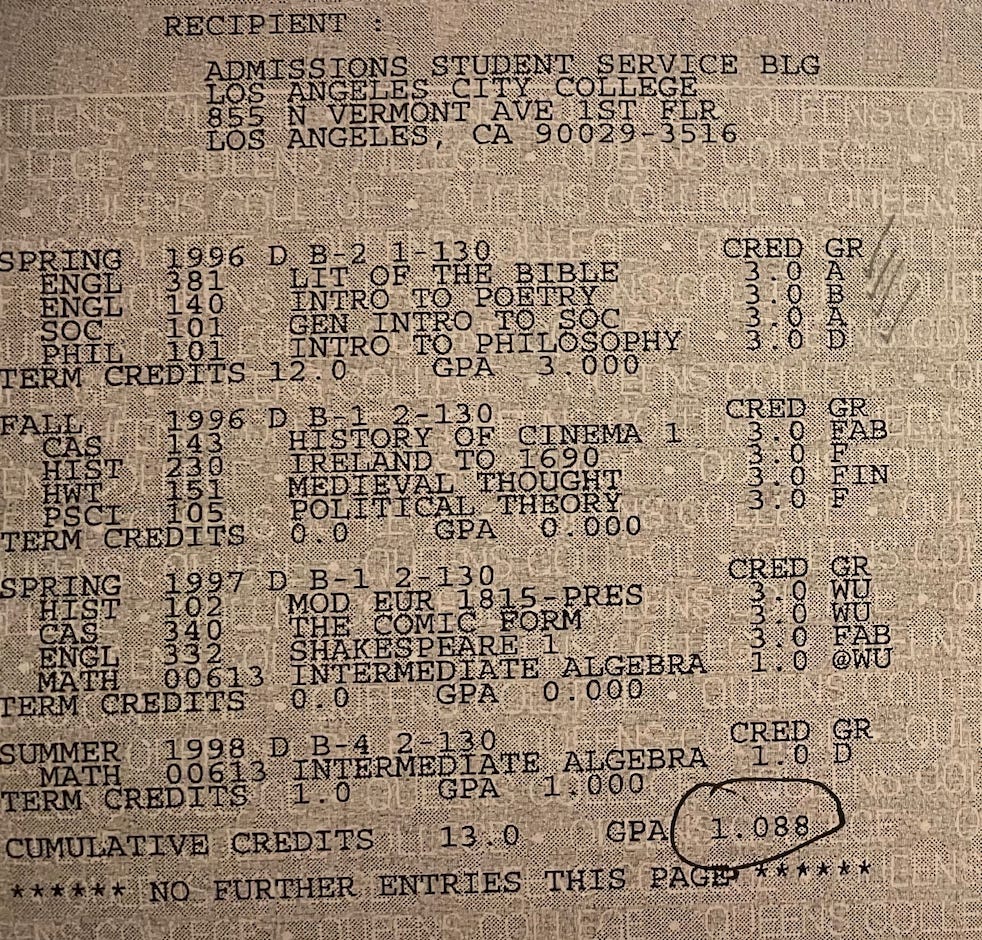 RECIPIENT :
ADMISSIONS STUDENT SERVICE BLG
LOS ANGELES CITY COLLEGE
855 N VERMONT AVE 1ST FLR
LOS ANGELES, CA 90029-3516
SPRING 1996 D B-2 1-130 CRED GR
ENGL 381 LIT OF THE BIBLE 3.0 A
ENGL 140 INTRO TO POETRY 3.0 B
SOC 101 GEN INTRO TO SOC 3.0 A
PHIL 101 INTRO TO PHILOSOPHY 3.0 D
TERM CREDITS 12.0 GPA 3.000
FALL 1996 D B-1 2-130 CRED GR
CAS 143 HISTORY OF CINEMA 1 3.0 FAB
HIST 230 IRELAND TO 1690 3.0 F
HWT 151 MEDIEVAL THOUGHT 3.0 FIN
PSCI 105 POLITICAL THEORY 3.0 F
TERM CREDITS 0.0 GPA 0.000
SPRING 1997 D B-1 2-130 CRED GR
HIST 102 MOD EUR 1815-PRES 3.0 WU
CAS 340 THE COMIC FORM 3.0 WU
ENGL 332 SHAKESPEARE 1 3.0 FAB
MATH 00613 INTERMEDIATE ALGEBRA 1.0 @WU
TERM CREDITS 0.0 GPA 0.000
SUMMER 1998 D B-4 2-130 CRED GR
MATH 00613 INTERMEDIATE ALGEBRA 1.0 D
TERM CREDITS 1.0 GPA 1.000
CUMULATIVE CREDITS 13.0 GPA 1.088
****** NO FURTHER ENTRIES THIS PAGE ******
QUEENS COLLEGE